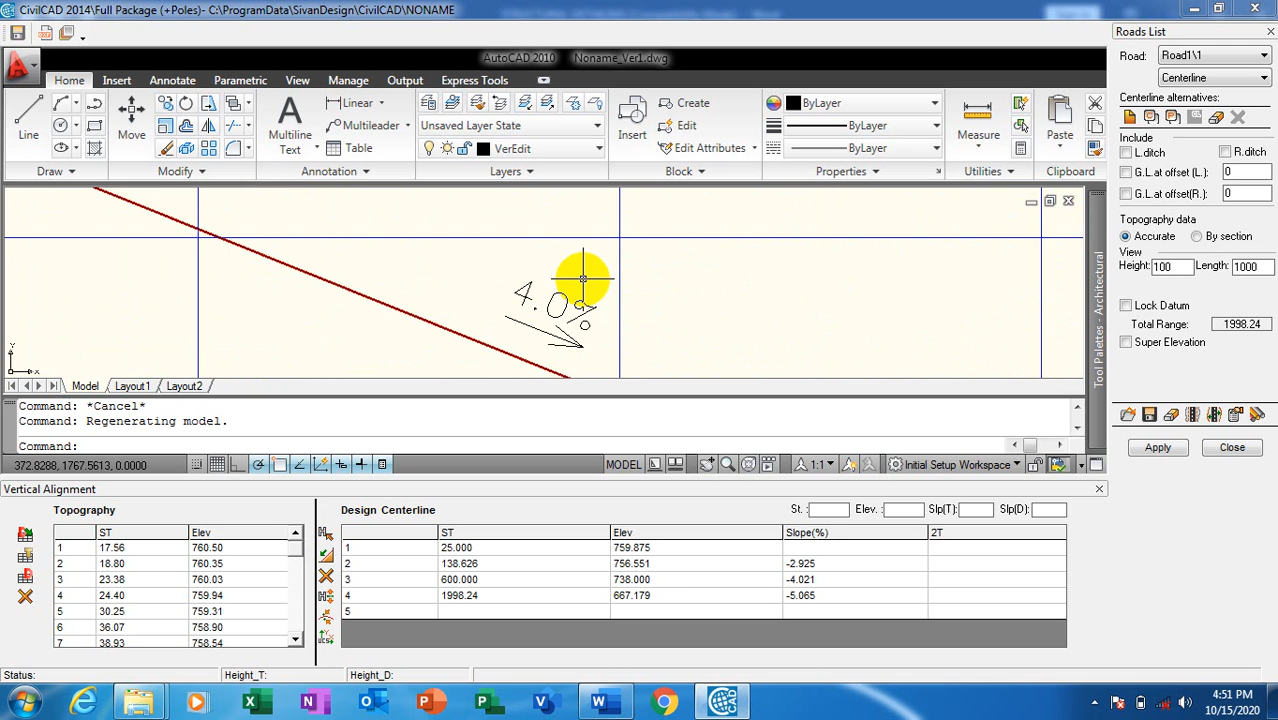 CivilCAD 2014/Full Package (+Poles)- C:\ProgramData/SivanDesign/CivilCAD/NONAME
AutoCAD 2010 Noname_Ver1.dwg
Home Insert Annotate Parametric View Manage Output Express Tools
Line
Move
Multiline Text
Linear
Multileader
Table
Unsaved Layer State
VerEdit
Insert
Create
Edit
Edit Attributes
ByLayer
ByLayer
ByLayer
Measure
Paste
Draw Modify Annotation Layers Block Properties Utilities Clipboard
4.0%
Y
X
Tool Palettes - Architectural
Model Layout1 Layout2
Command: *Cancel*
Command: Regenerating model.
Command:
372.8288, 1767.5613, 0.0000
MODEL 1:1 Initial Setup Workspace
Vertical Alignment
Topography
ST Elev
1 17.56 760.50
2 18.80 760.35
3 23.38 760.03
4 24.40 759.94
5 30.25 759.31
6 36.07 758.90
7 38.93 758.54
Design Centerline St. : Elev. : Slp(T): Slp(D):
ST Elev Slope(%) 2T
1 25.000 759.875
2 138.626 756.551 -2.925
3 600.000 738.000 -4.021
4 1998.24 667.179 -5.065
5
Status: Height_T: Height_D:
Roads List
Road: Road1\1
Centerline
Centerline alternatives:
Include
L.ditch R.ditch
G.L.at offset (L.) 0
G.L.at offset(R.) 0
Topography data
Accurate By section
View
Height: 100 Length: 1000
Lock Datum
Total Range: 1998.24
Super Elevation
Apply Close
4:51 PM
10/15/2020